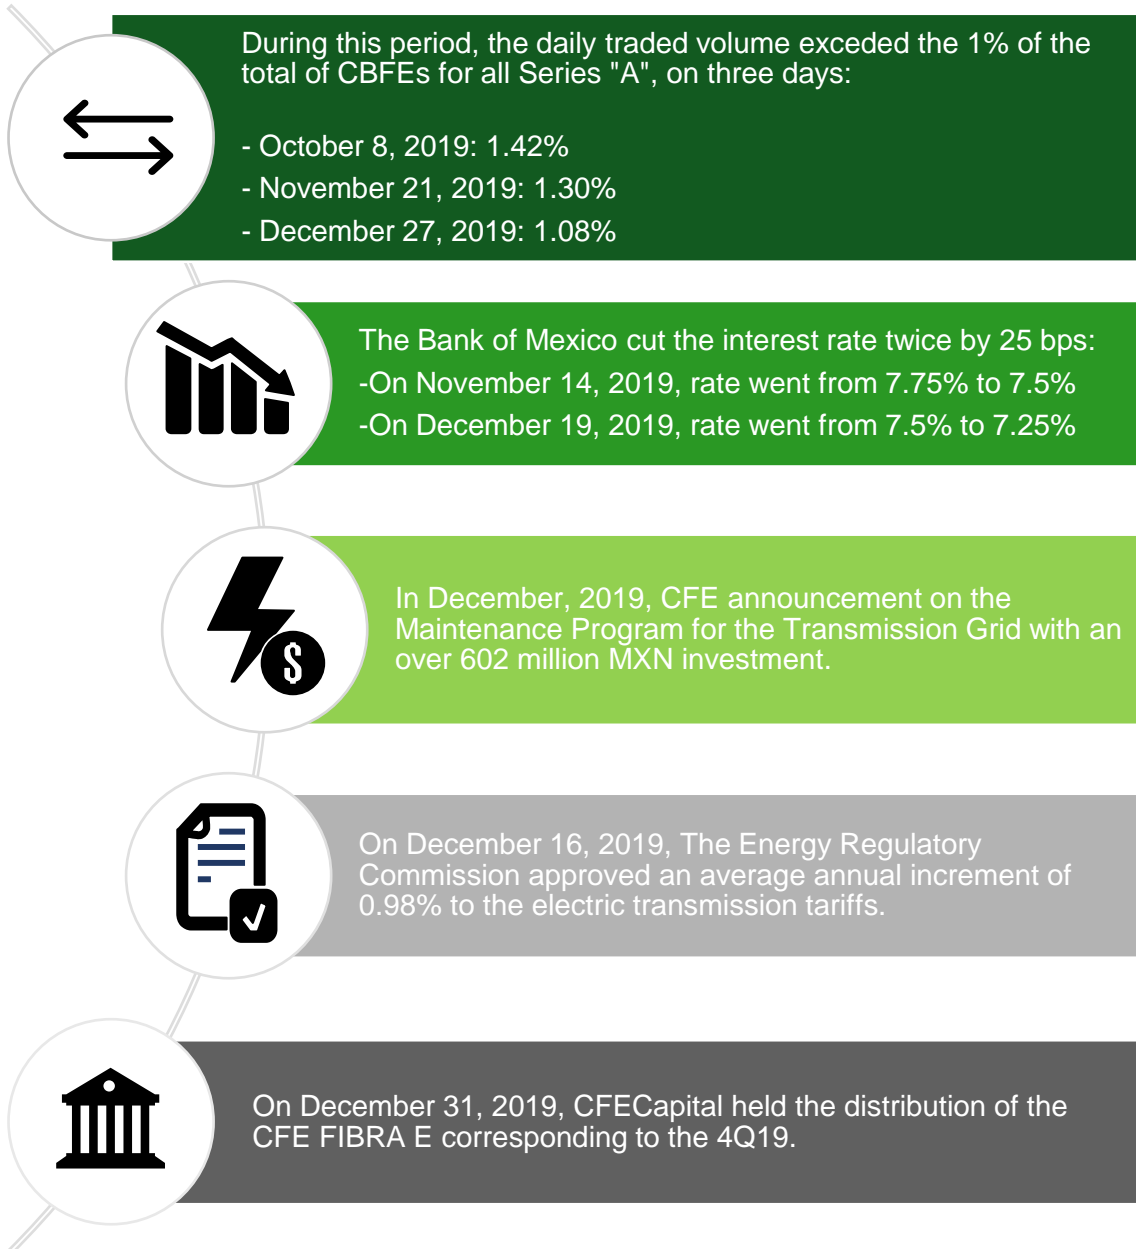 During this period, the daily traded volume exceded the 1% of the
total of CBFEs for all Series "A", on three days:
- October 8, 2019: 1.42%
- November 21, 2019: 1.30%
- December 27, 2019: 1.08%
The Bank of Mexico cut the interest rate twice by 25 bps:
-On November 14, 2019, rate went from 7.75% to 7.5%
-On December 19, 2019, rate went from 7.5% to 7.25%
In December, 2019, CFE announcement on the
Maintenance Program for the Transmission Grid with an
over 602 million MXN investment.
$
On December 16, 2019, The Energy Regulatory
Commission approved an average annual increment of
0.98% to the electric transmission tariffs.
On December 31, 2019, CFECapital held the distribution of the
CFE FIBRA E corresponding to the 4Q19.